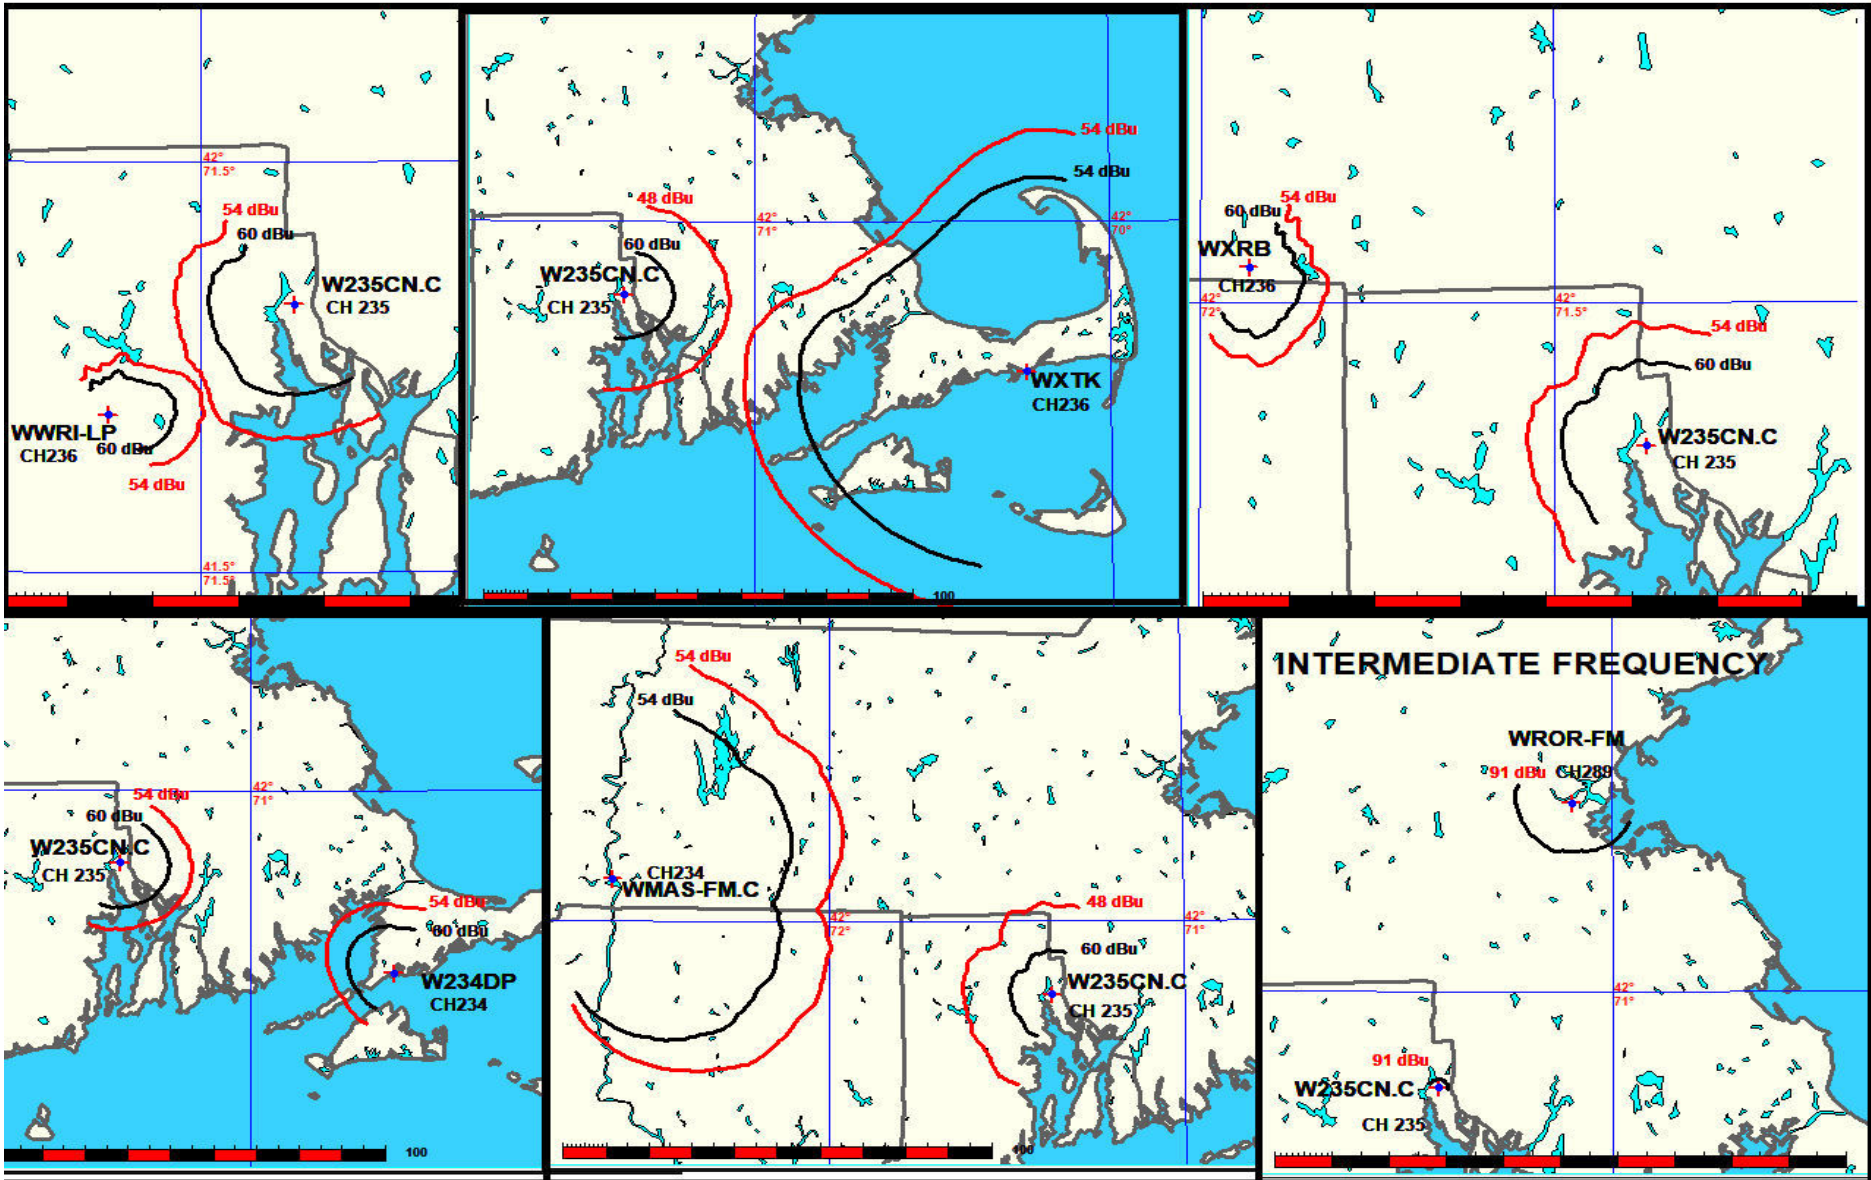 42°
71.5°
54 dBu
60 dBu
W235CN.C
CH 235
WWRI-LP
CH236
60 dBu
54 dBu
41.5°
71.5°
54 dBu
54 dBu
48 dBu
42°
71°
42°
70°
60 dBu
W235CN.C
CH 235
WXTK
CH236
100
54 dBu
60 dBu
WXRB
CH236
42°
72°
42°
71.5°
54 dBu
60 dBu
W235CN.C
CH 235
42°
71°
54 dBu
60 dBu
W235CN.C
CH 235
54 dBu
60 dBu
W234DP
CH234
100
54 dBu
54 dBu
CH234
WMAS-FM.C
42°
72°
48 dBu
42°
71°
60 dBu
W235CN.C
CH 235
100
INTERMEDIATE FREQUENCY
WROR-FM
91 dBu CH289
42°
71°
91 dBu
W235CN.C
CH 235